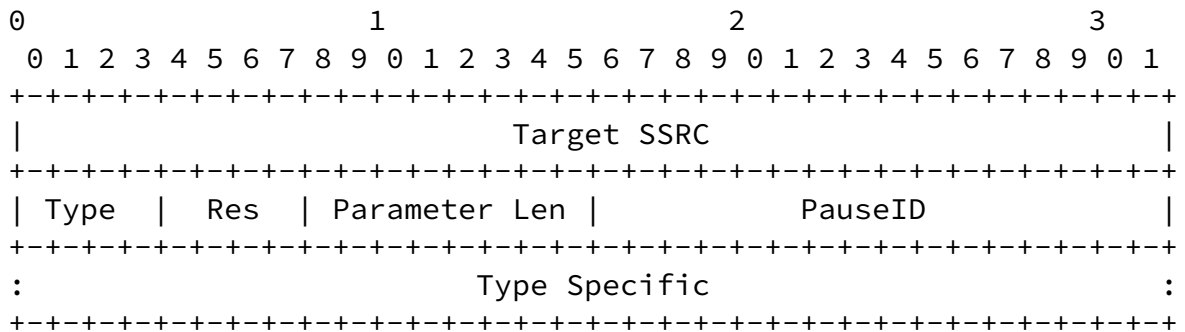 0                   1                   2                   3
 0 1 2 3 4 5 6 7 8 9 0 1 2 3 4 5 6 7 8 9 0 1 2 3 4 5 6 7 8 9 0 1
+-+-+-+-+-+-+-+-+-+-+-+-+-+-+-+-+-+-+-+-+-+-+-+-+-+-+-+-+-+-+-+-+
|                           Target SSRC                         |
+-+-+-+-+-+-+-+-+-+-+-+-+-+-+-+-+-+-+-+-+-+-+-+-+-+-+-+-+-+-+-+-+
| Type  |  Res  | Parameter Len |           PauseID             |
+-+-+-+-+-+-+-+-+-+-+-+-+-+-+-+-+-+-+-+-+-+-+-+-+-+-+-+-+-+-+-+-+
:                         Type Specific                         :
+-+-+-+-+-+-+-+-+-+-+-+-+-+-+-+-+-+-+-+-+-+-+-+-+-+-+-+-+-+-+-+-+